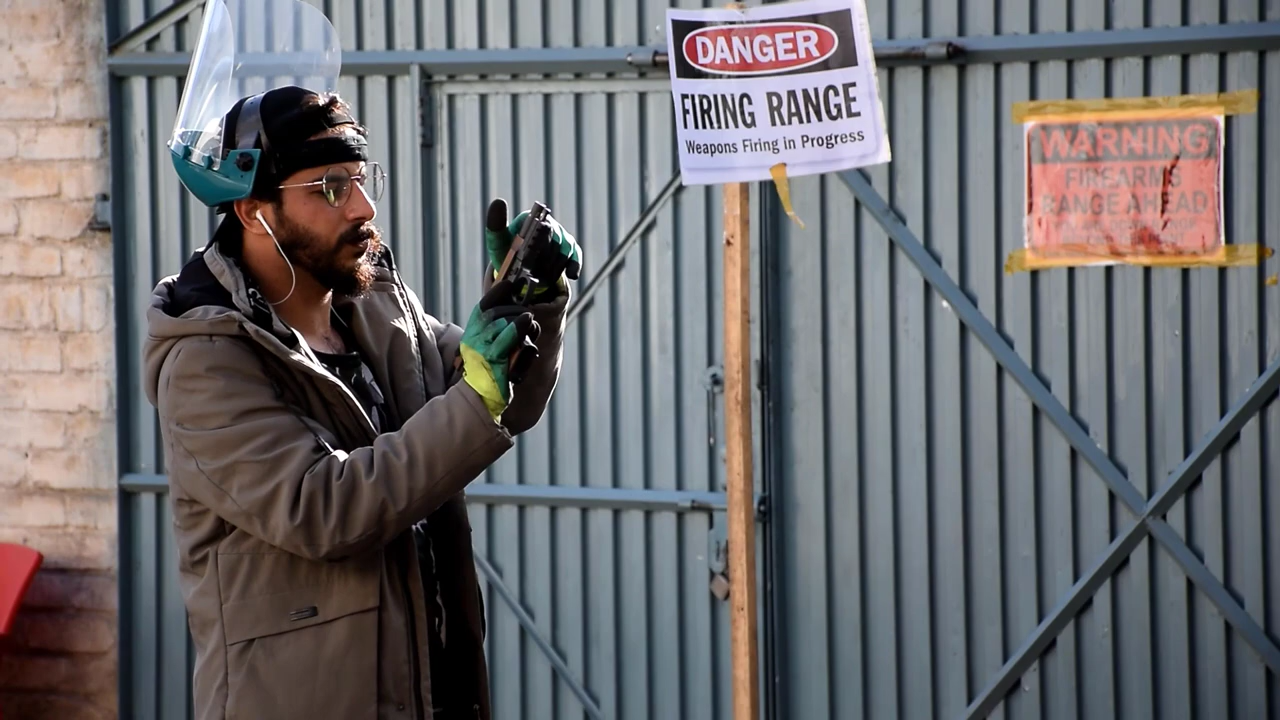 DANGER
FIRING RANGE
Weapons Firing in Progress
WARNING
FIREARMS
RANGE AHEAD